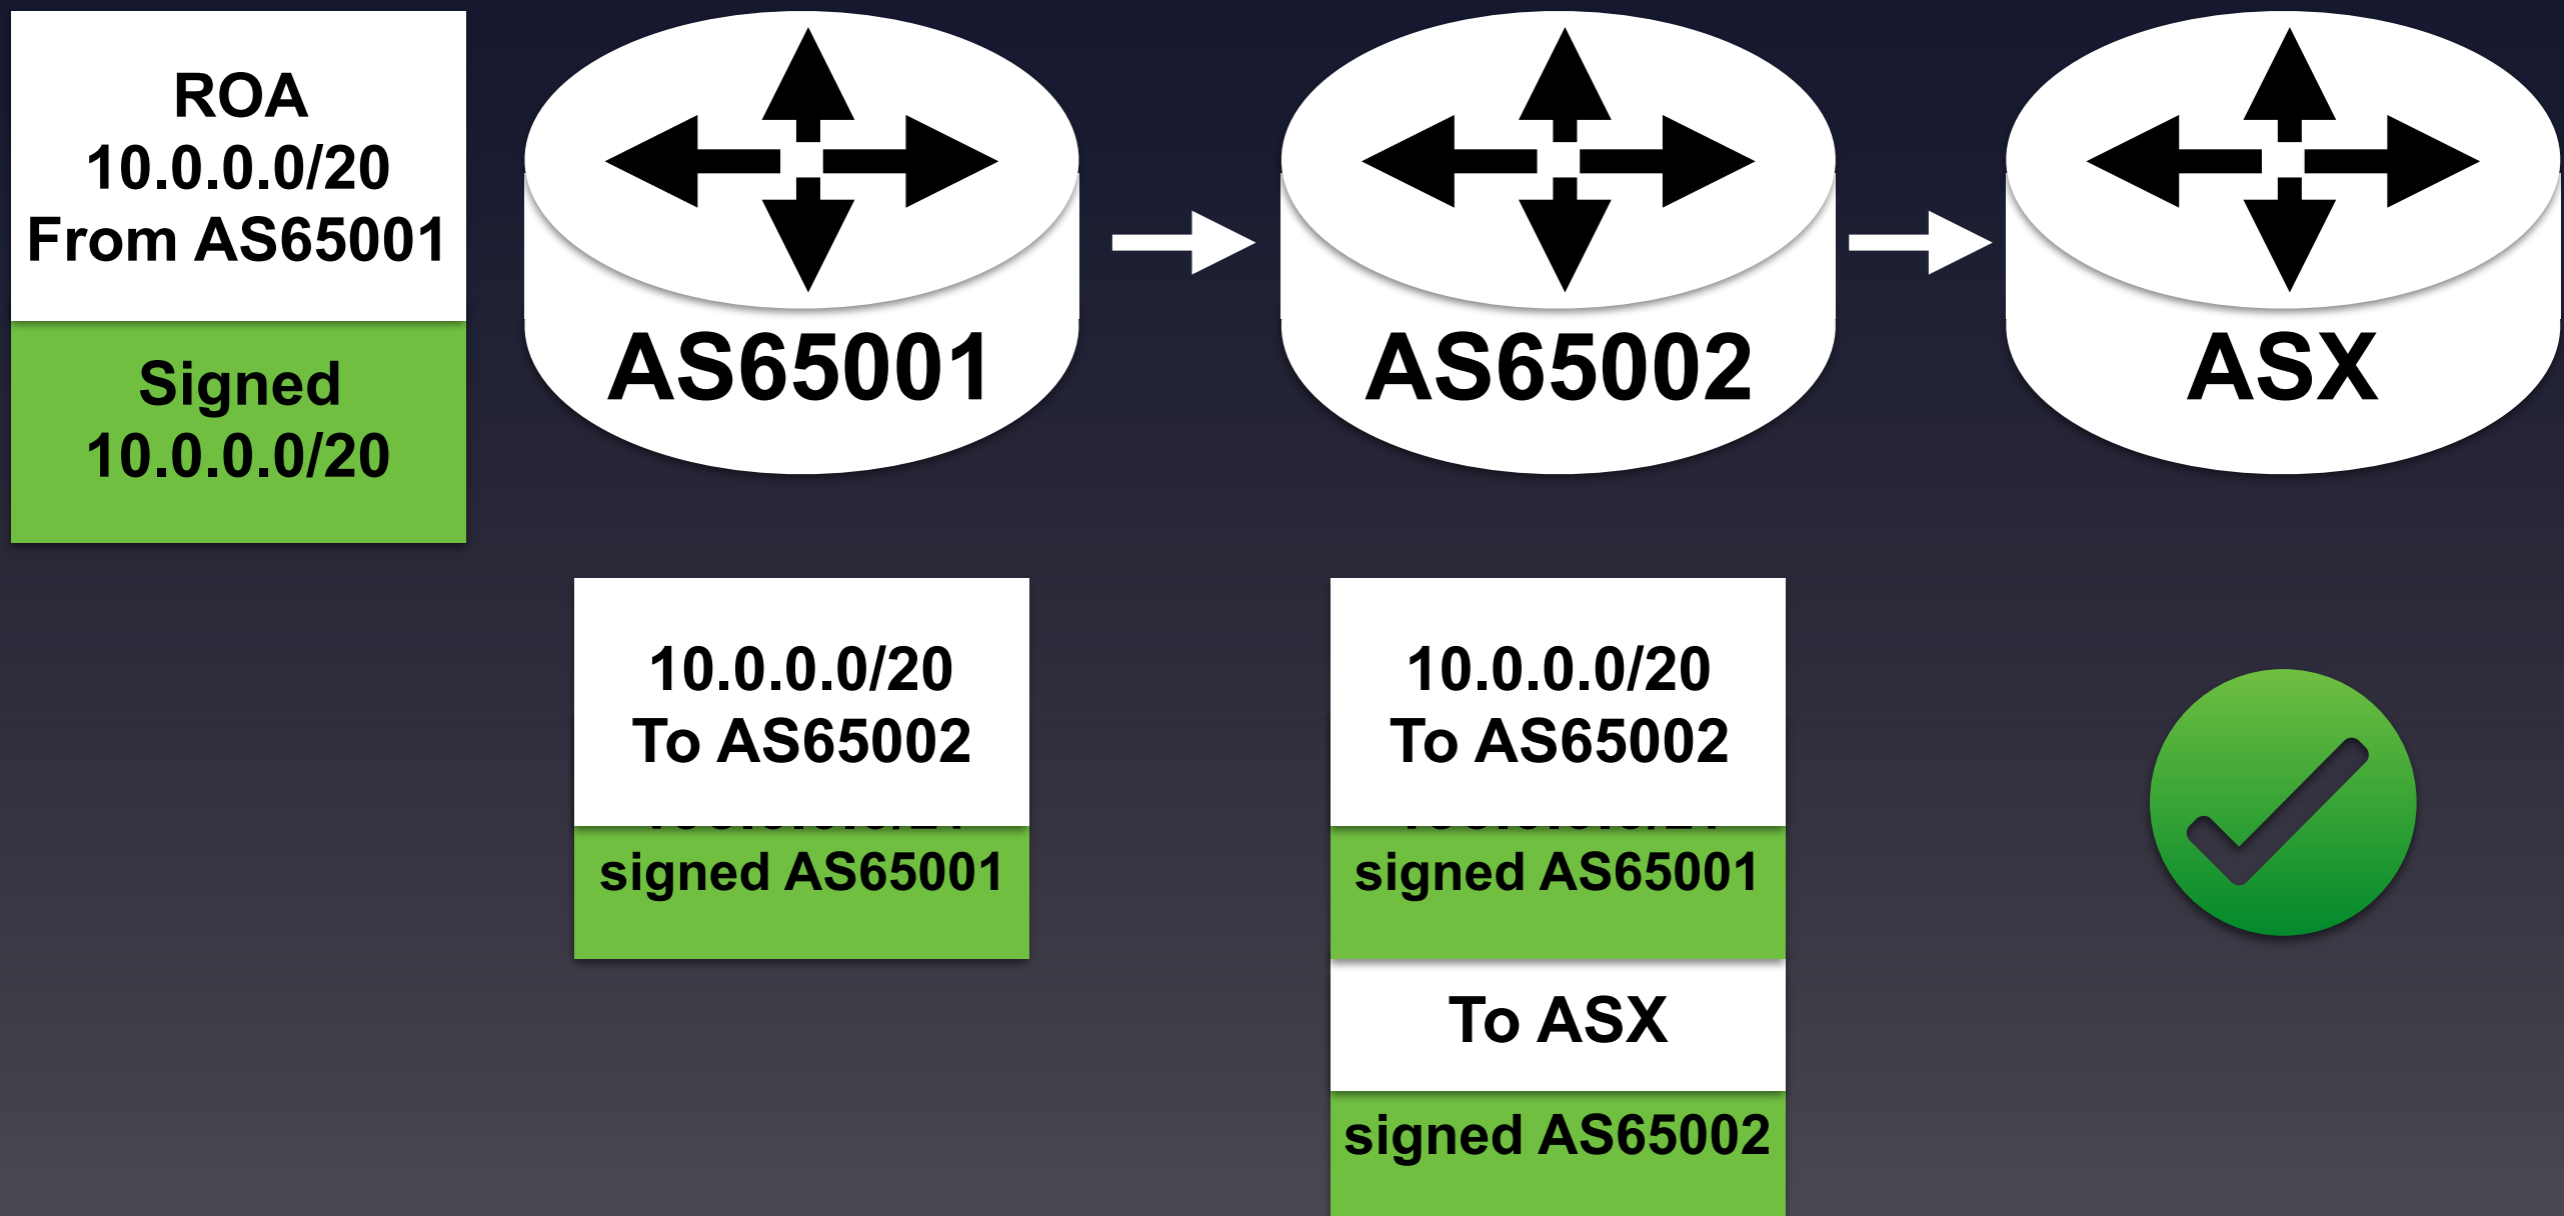 ROA
10.0.0.0/20
From AS65001
Signed
10.0.0.0/20
AS65001
AS65002
ASX
10.0.0.0/20
To AS65002
signed AS65001
10.0.0.0/20
To AS65002
signed AS65001
To ASX
signed AS65002